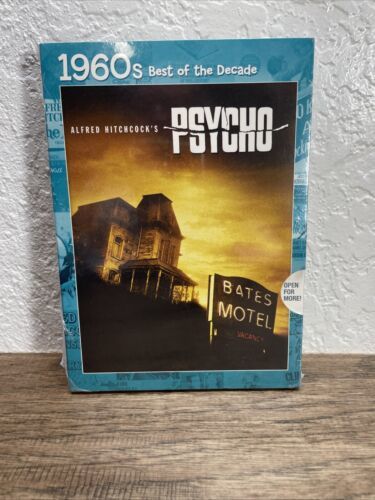 1960s Best of the Decade
ALFRED HITCHCOCK'S PSYCHO
BATES
MOTEL
VACANCY
OPEN
FOR
MORE!